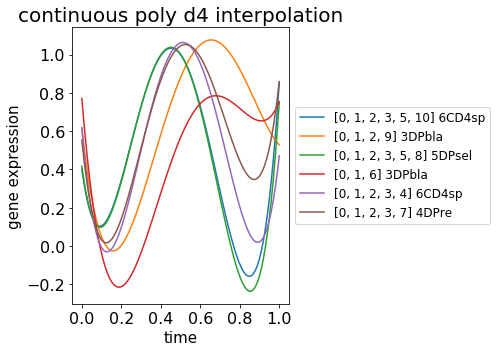 continuous poly d4 interpolation
gene expression
1.0
0.8
0.6
0.4
0.2
0.0
−0.2
0.0 0.2 0.4 0.6 0.8 1.0
time
[0, 1, 2, 3, 5, 10] 6CD4sp
[0, 1, 2, 9] 3DPbla
[0, 1, 2, 3, 5, 8] 5DPsel
[0, 1, 6] 3DPbla
[0, 1, 2, 3, 4] 6CD4sp
[0, 1, 2, 3, 7] 4DPre